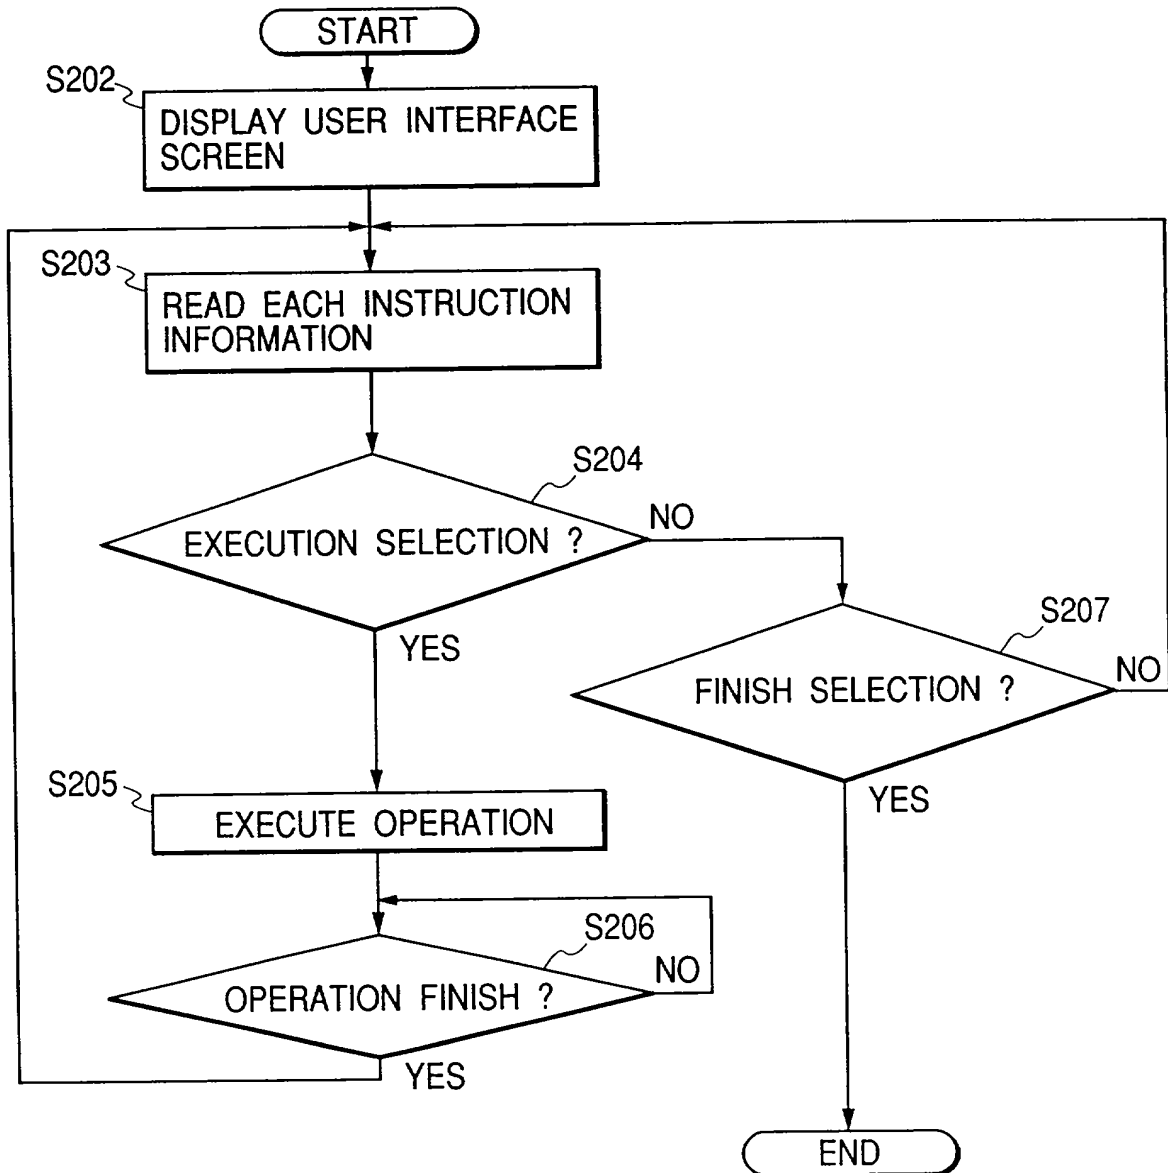 START
S202
DISPLAY USER INTERFACE
SCREEN
S203
READ EACH INSTRUCTION
INFORMATION
S204
EXECUTION SELECTION ?
NO
YES
S207
FINISH SELECTION ?
NO
YES
S205
EXECUTE OPERATION
S206
OPERATION FINISH ?
NO
YES
END